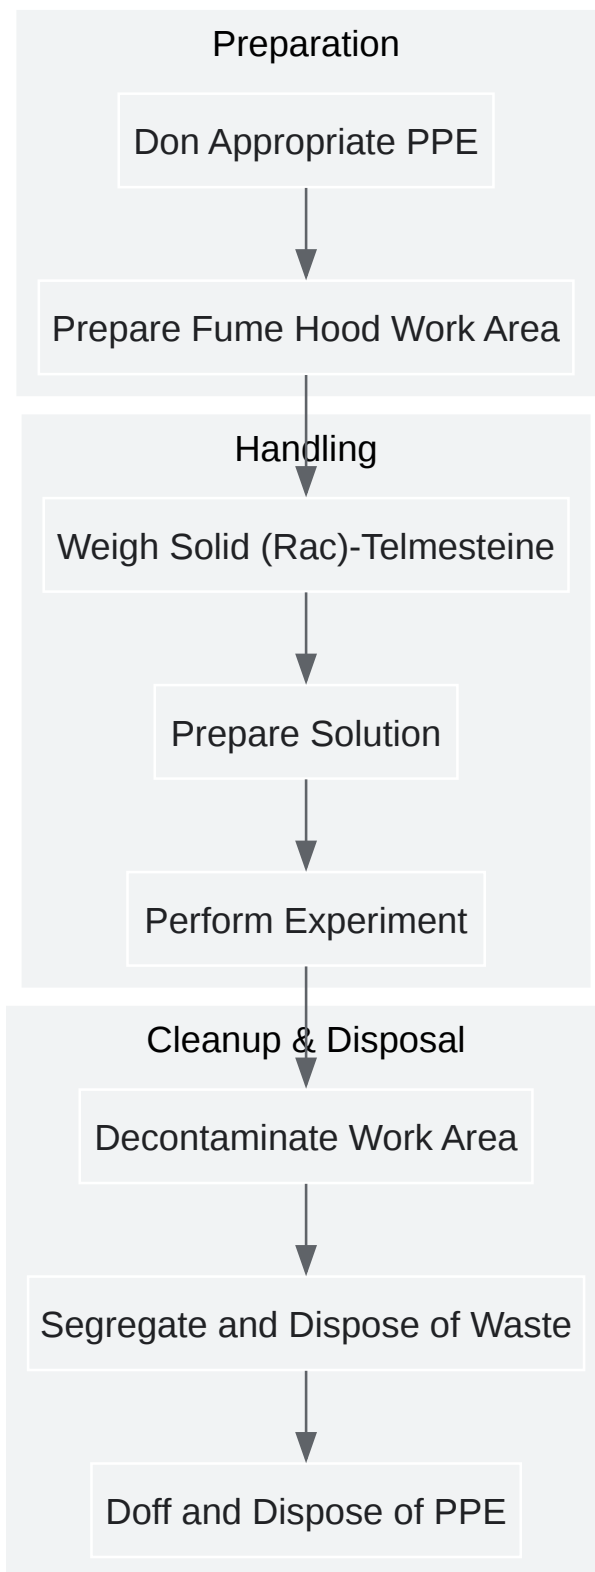 Preparation
Don Appropriate PPE
Prepare Fume Hood Work Area
Handling
Weigh Solid (Rac)-Telmesteine
Prepare Solution
Perform Experiment
Cleanup & Disposal
Decontaminate Work Area
Segregate and Dispose of Waste
Doff and Dispose of PPE